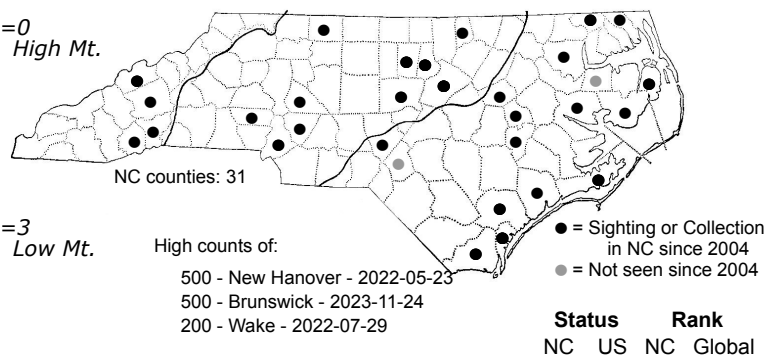 =0
High Mt.
NC counties: 31
=3
Low Mt.
High counts of:
500 - New Hanover - 2022-05-23
500 - Brunswick - 2023-11-24
200 - Wake - 2022-07-29
= Sighting or Collection
in NC since 2004
= Not seen since 2004
Status Rank
NC US NC Global